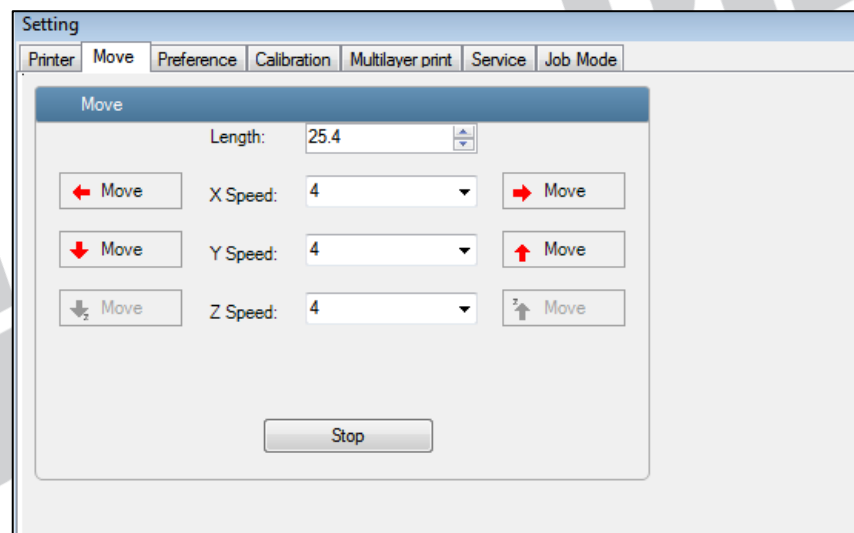 Setting
Printer Move Preference Calibration Multilayer print Service Job Mode
Move
Length: 25.4
Move X Speed: 4 Move
Move Y Speed: 4 Move
z Move Z Speed: 4 z Move
Stop